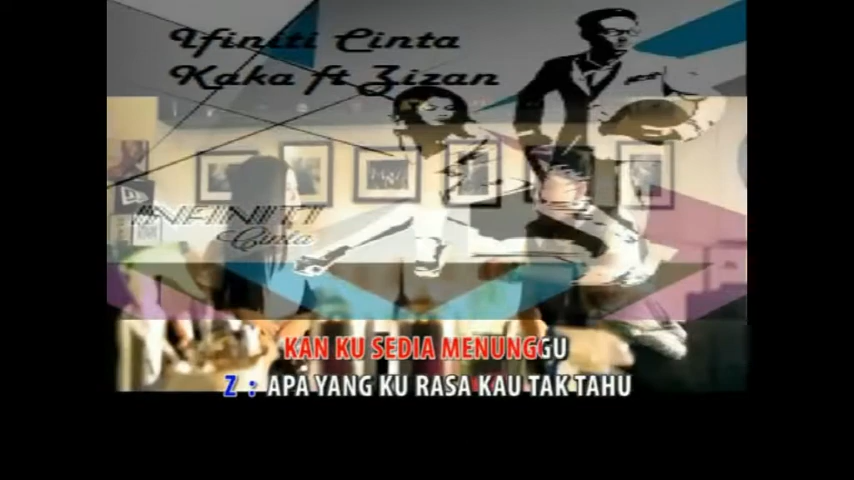 Ifiniti Cinta
Kaka ft Zizan
INFINITI
Cinta
KAN KU SEDIA MENUNGGU
Z : APA YANG KU RASA KAU TAK TAHU